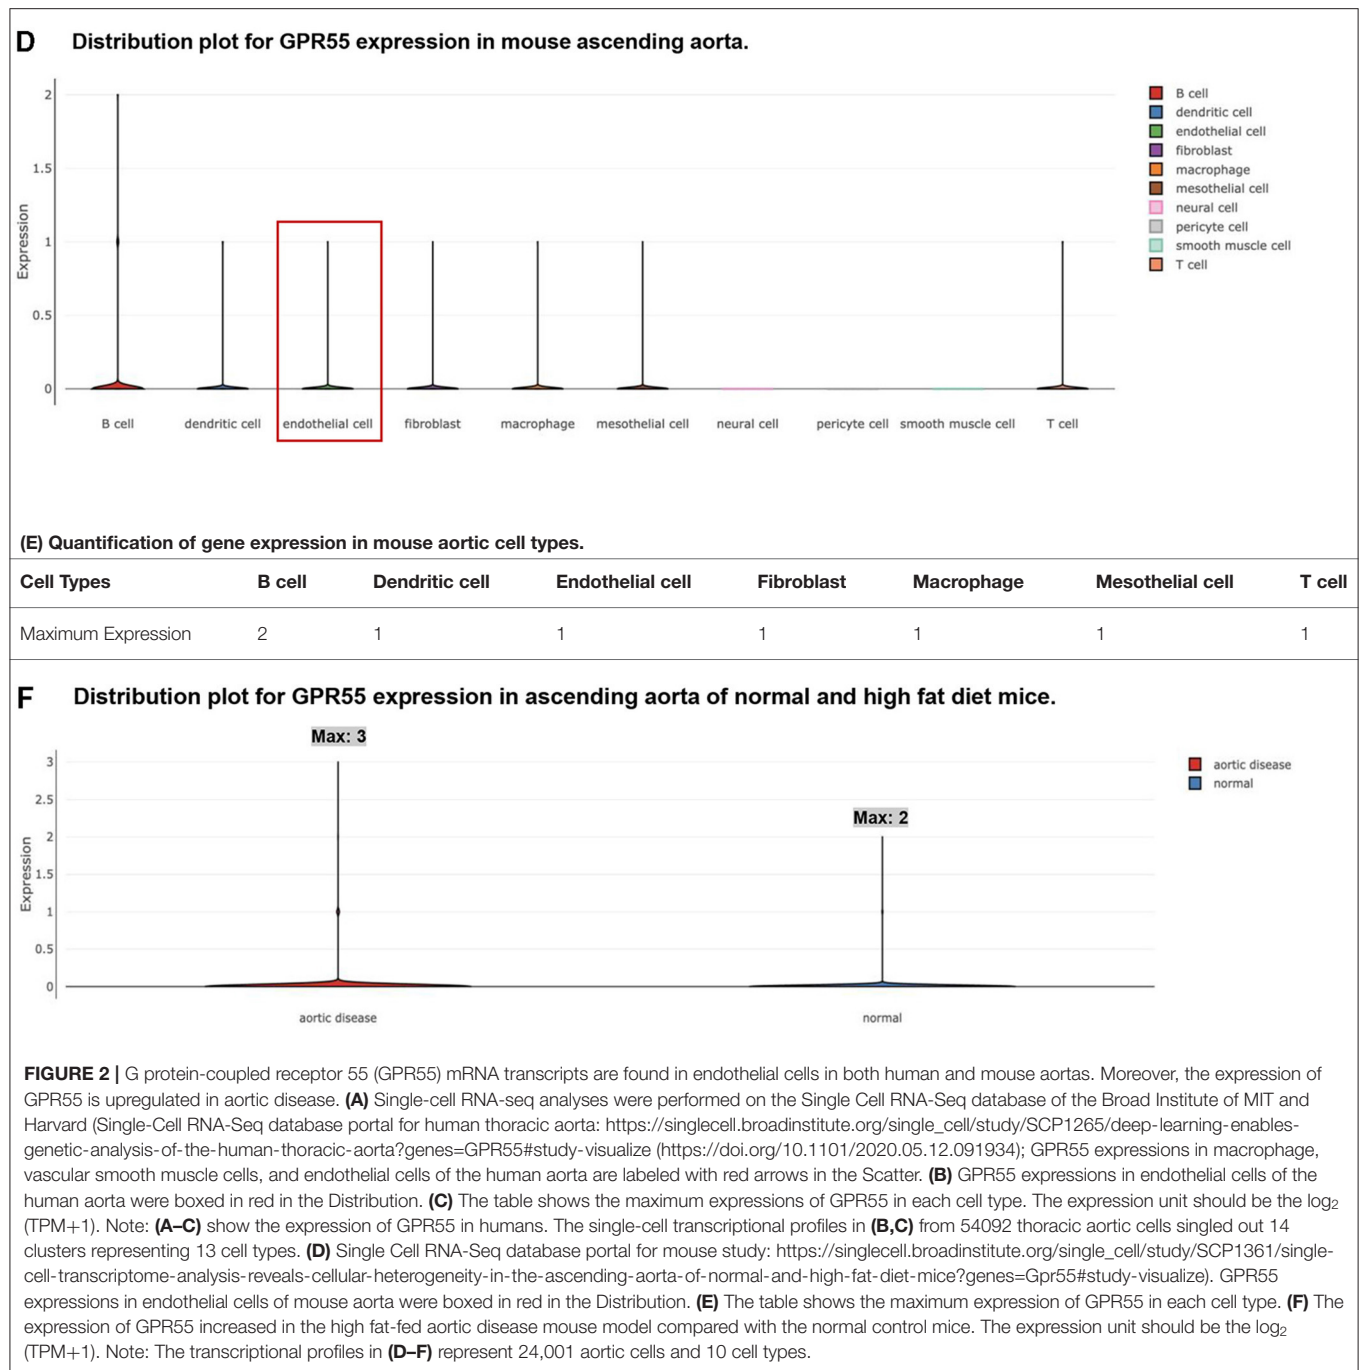 D Distribution plot for GPR55 expression in mouse ascending aorta.
2
1.5
1
0.5
0
Expression
B cell
dendritic cell
endothelial cell
fibroblast
macrophage
mesothelial cell
neural cell
pericyte cell
smooth muscle cell
T cell
B cell dendritic cell endothelial cell fibroblast macrophage mesothelial cell neural cell pericyte cell smooth muscle cell T cell
(E) Quantification of gene expression in mouse aortic cell types.
Cell Types B cell Dendritic cell Endothelial cell Fibroblast Macrophage Mesothelial cell T cell
Maximum Expression 2 1 1 1 1 1 1
F Distribution plot for GPR55 expression in ascending aorta of normal and high fat diet mice.
Max: 3
Max: 2
3
2.5
2
1.5
1
0.5
0
Expression
aortic disease
normal
aortic disease normal
FIGURE 2 | G protein-coupled receptor 55 (GPR55) mRNA transcripts are found in endothelial cells in both human and mouse aortas. Moreover, the expression of
GPR55 is upregulated in aortic disease. (A) Single-cell RNA-seq analyses were performed on the Single Cell RNA-Seq database of the Broad Institute of MIT and
Harvard (Single-Cell RNA-Seq database portal for human thoracic aorta: https://singlecell.broadinstitute.org/single_cell/study/SCP1265/deep-learning-enables-
genetic-analysis-of-the-human-thoracic-aorta?genes=GPR55#study-visualize (https://doi.org/10.1101/2020.05.12.091934); GPR55 expressions in macrophage,
vascular smooth muscle cells, and endothelial cells of the human aorta are labeled with red arrows in the Scatter. (B) GPR55 expressions in endothelial cells of the
human aorta were boxed in red in the Distribution. (C) The table shows the maximum expressions of GPR55 in each cell type. The expression unit should be the log₂
(TPM+1). Note: (A–C) show the expression of GPR55 in humans. The single-cell transcriptional profiles in (B,C) from 54092 thoracic aortic cells singled out 14
clusters representing 13 cell types. (D) Single Cell RNA-Seq database portal for mouse study: https://singlecell.broadinstitute.org/single_cell/study/SCP1361/single-
cell-transcriptome-analysis-reveals-cellular-heterogeneity-in-the-ascending-aorta-of-normal-and-high-fat-diet-mice?genes=Gpr55#study-visualize). GPR55
expressions in endothelial cells of mouse aorta were boxed in red in the Distribution. (E) The table shows the maximum expression of GPR55 in each cell type. (F) The
expression of GPR55 increased in the high fat-fed aortic disease mouse model compared with the normal control mice. The expression unit should be the log₂
(TPM+1). Note: The transcriptional profiles in (D–F) represent 24,001 aortic cells and 10 cell types.